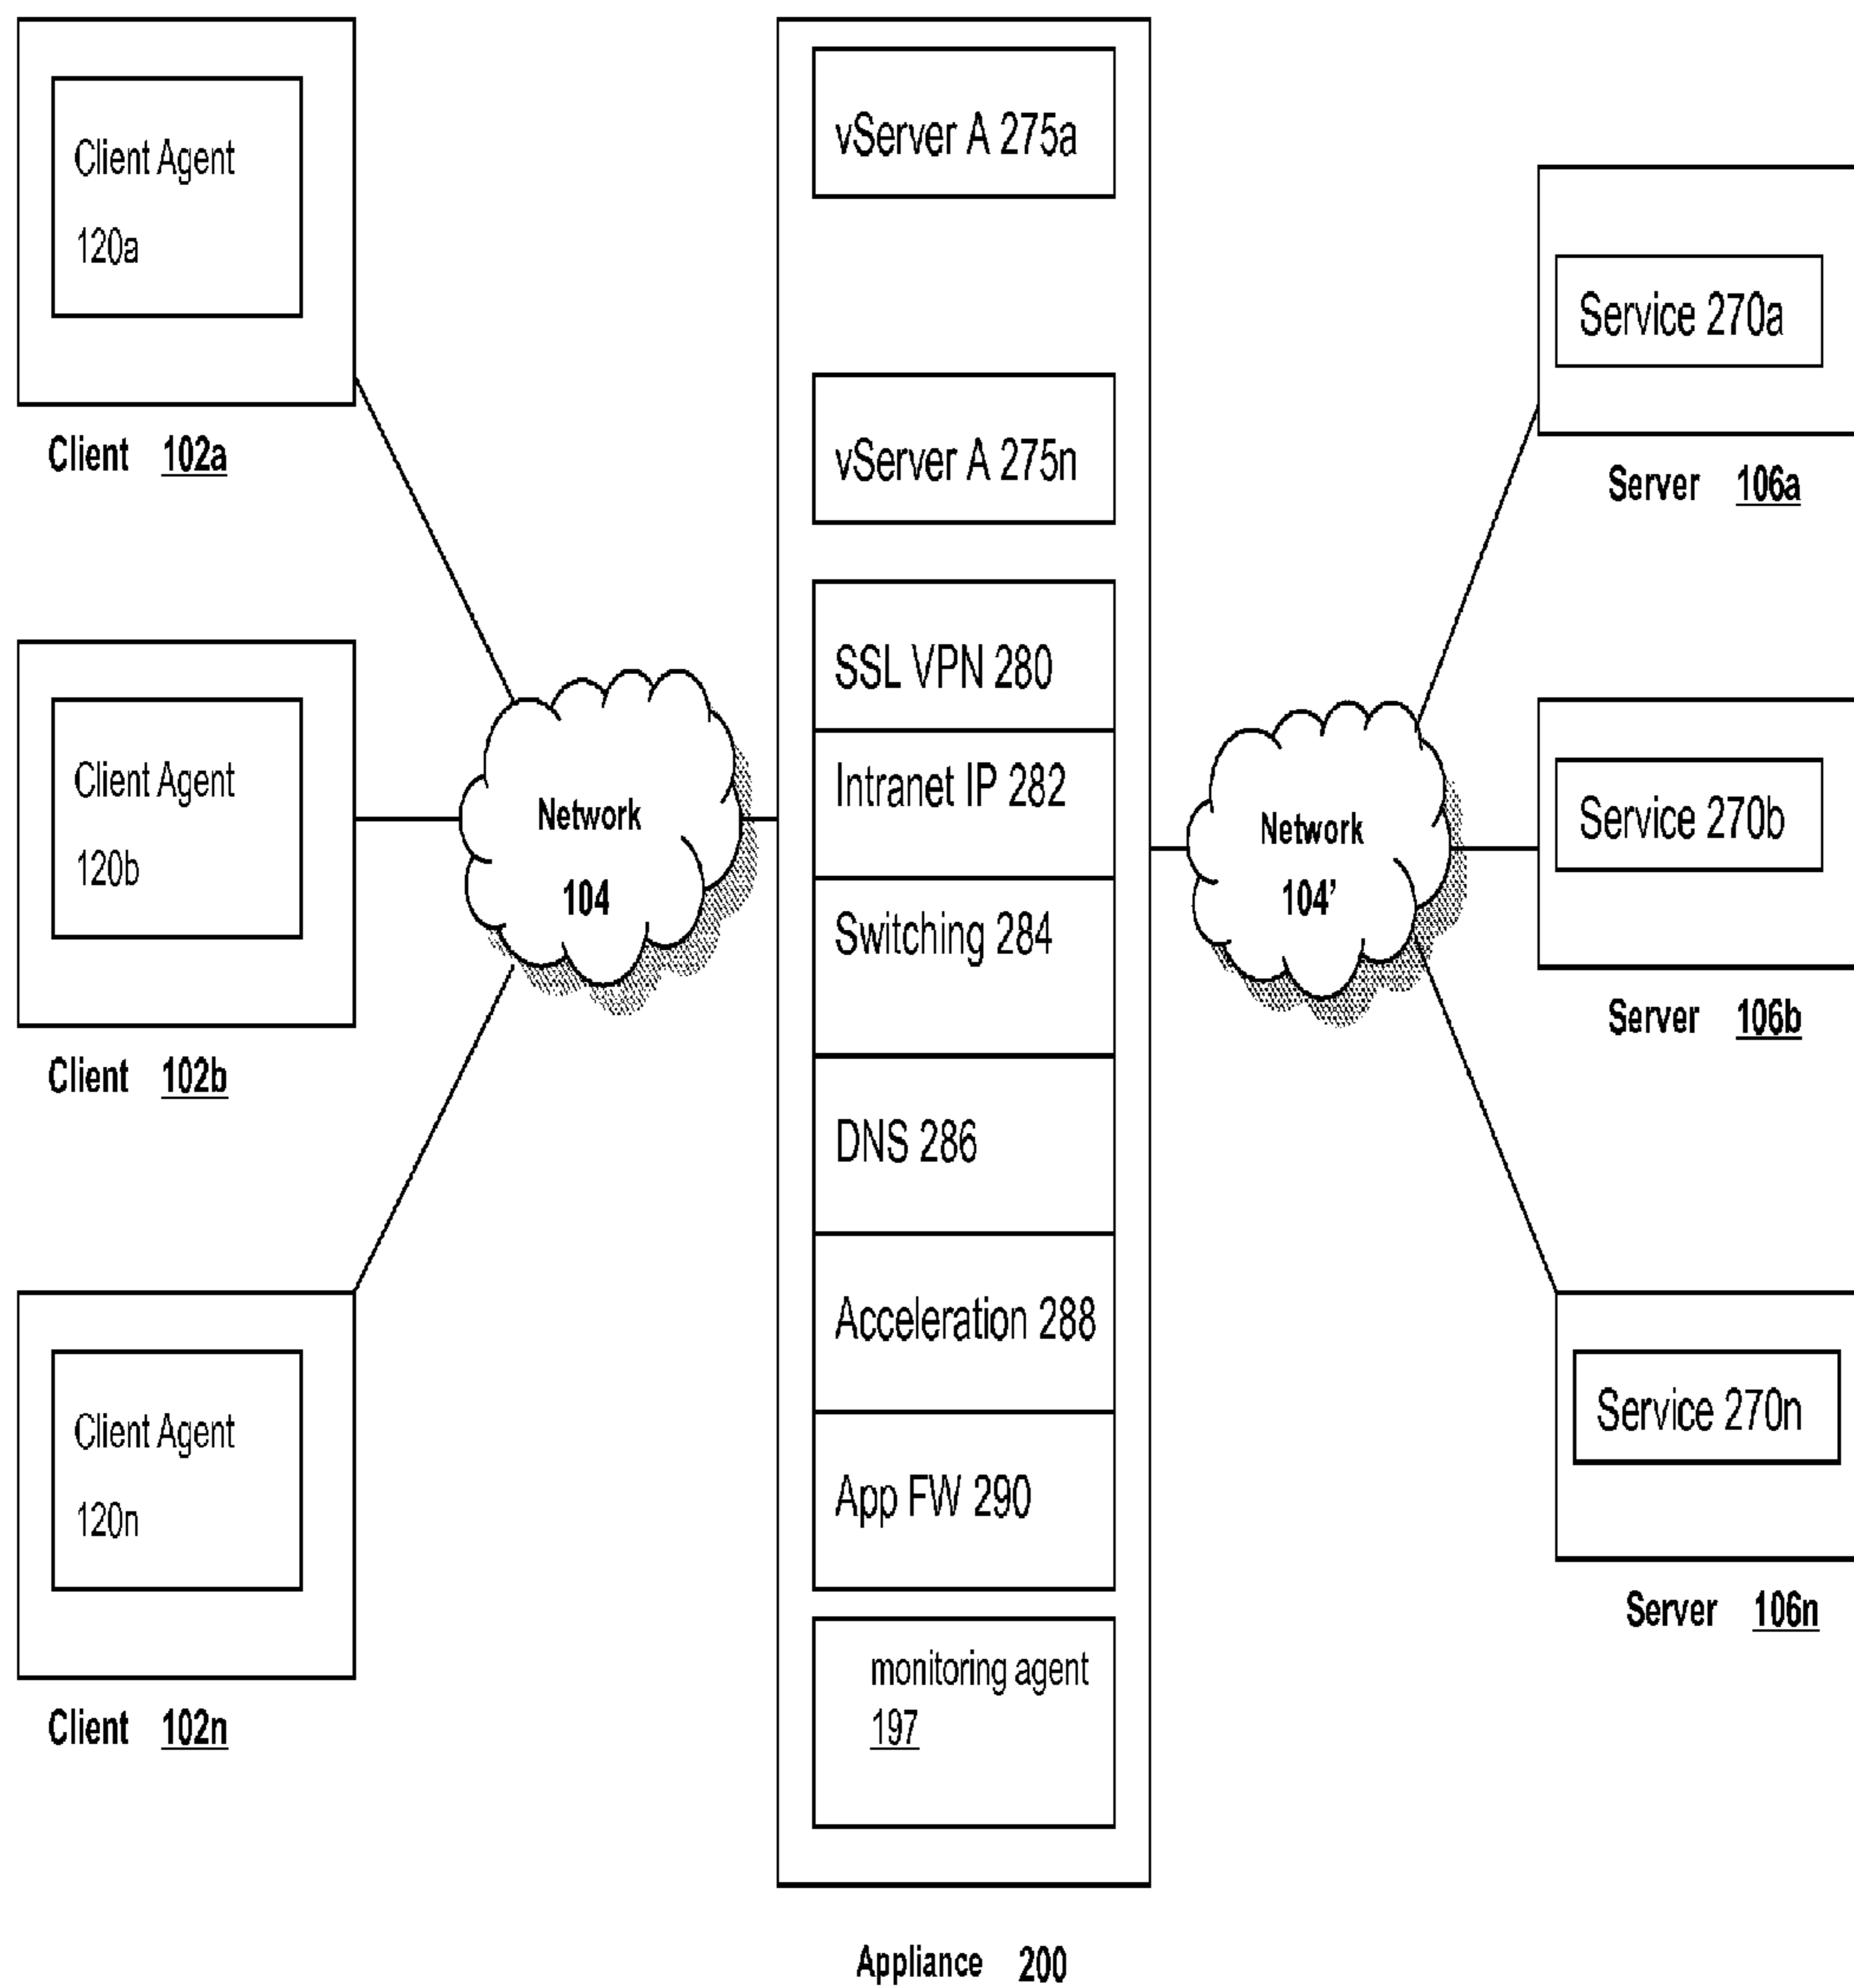 Client Agent
120a
Client 102a
Client Agent
120b
Client 102b
Client Agent
120n
Client 102n
Network
104
vServer A 275a
vServer A 275n
SSL VPN 280
Intranet IP 282
Switching 284
DNS 286
Acceleration 288
App FW 290
monitoring agent
197
Appliance 200
Network
104’
Service 270a
Server 106a
Service 270b
Server 106b
Service 270n
Server 106n